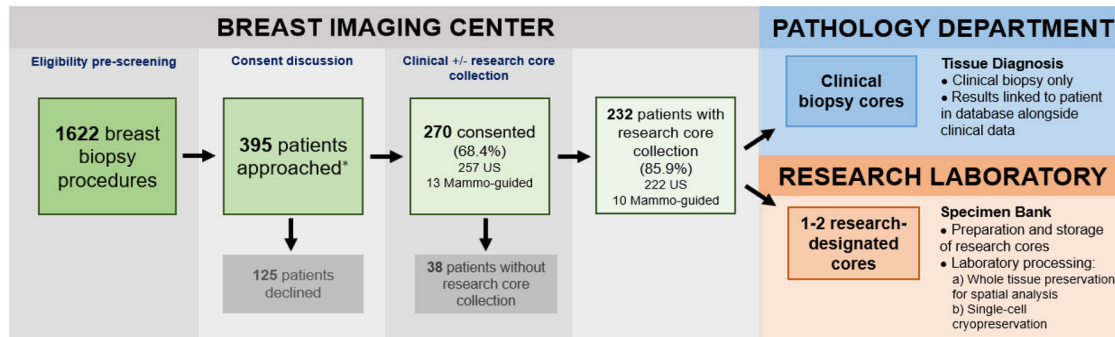 BREAST IMAGING CENTER
Eligibility pre-screening
Consent discussion
Clinical +/- research core
collection
1622 breast
biopsy
procedures
395 patients
approached*
270 consented
(68.4%)
257 US
13 Mammo-guided
232 patients with
research core
collection
(85.9%)
222 US
10 Mammo-guided
125 patients
declined
38 patients without
research core
collection
PATHOLOGY DEPARTMENT
Clinical
biopsy cores
Tissue Diagnosis
• Clinical biopsy only
• Results linked to patient
in database alongside
clinical data
RESEARCH LABORATORY
1-2 research-
designated
cores
Specimen Bank
• Preparation and storage
of research cores
• Laboratory processing:
a) Whole tissue preservation
for spatial analysis
b) Single-cell
cryopreservation